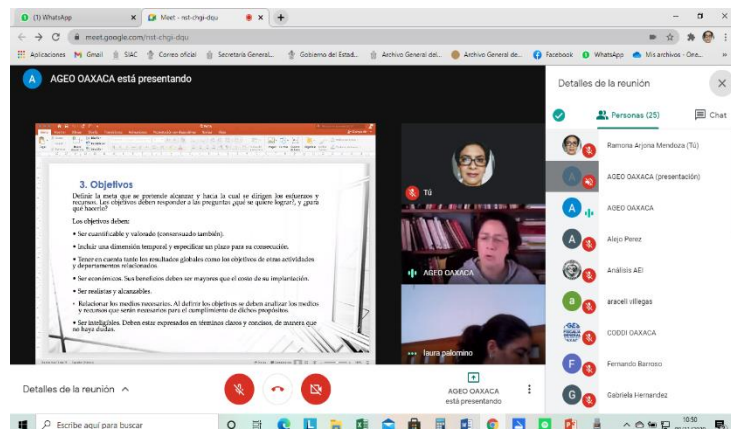 (1) WhatsApp
Meet - nst-chgi-dqu
meet.google.com/nst-chgi-dqu
Aplicaciones
Gmail
SIAC
Correo oficial
Secretaría General...
Gobierno del Estad...
Archivo General del...
Archivo General de...
Facebook
WhatsApp
Mis archivos - One...
A
AGEO OAXACA está presentando
3. Objetivos
Definir la meta que se pretende alcanzar y hacia la cual se dirigen los esfuerzos y
recursos. Los objetivos deben responder a las preguntas ¿qué se quiere lograr?, y ¿para
qué hacerlo?
Los objetivos deben:
• Ser cuantificable y valorado (consensuado también).
• Incluir una dimensión temporal y especificar un plazo para su consecución.
• Tener en cuenta tanto los resultados globales como los objetivos de otras actividades
y departamentos relacionados
• Ser económicos. Sus beneficios deben ser mayores que el costo de su implantación.
• Ser realistas y alcanzables.
• Relacionar los medios necesarios. Al definir los objetivos se deben analizar los medios
y recursos que serán necesarios para el cumplimiento de dichos propósitos.
• Ser inteligibles. Deben estar expresados en términos claros y concisos, de manera que
no haya dudas.
Tú
AGEO OAXACA
laura palomino
Detalles de la reunión
Personas (25)
Chat
Ramona Arjona Mendoza (Tú)
A
AGEO OAXACA (presentación)
A
AGEO OAXACA
A
Alejo Perez
Análisis AEI
a
araceli villegas
CODDI OAXACA
F
Fernando Barroso
G
Gabriela Hernandez
Detalles de la reunión
AGEO OAXACA
está presentando
Escribe aquí para buscar
10:50